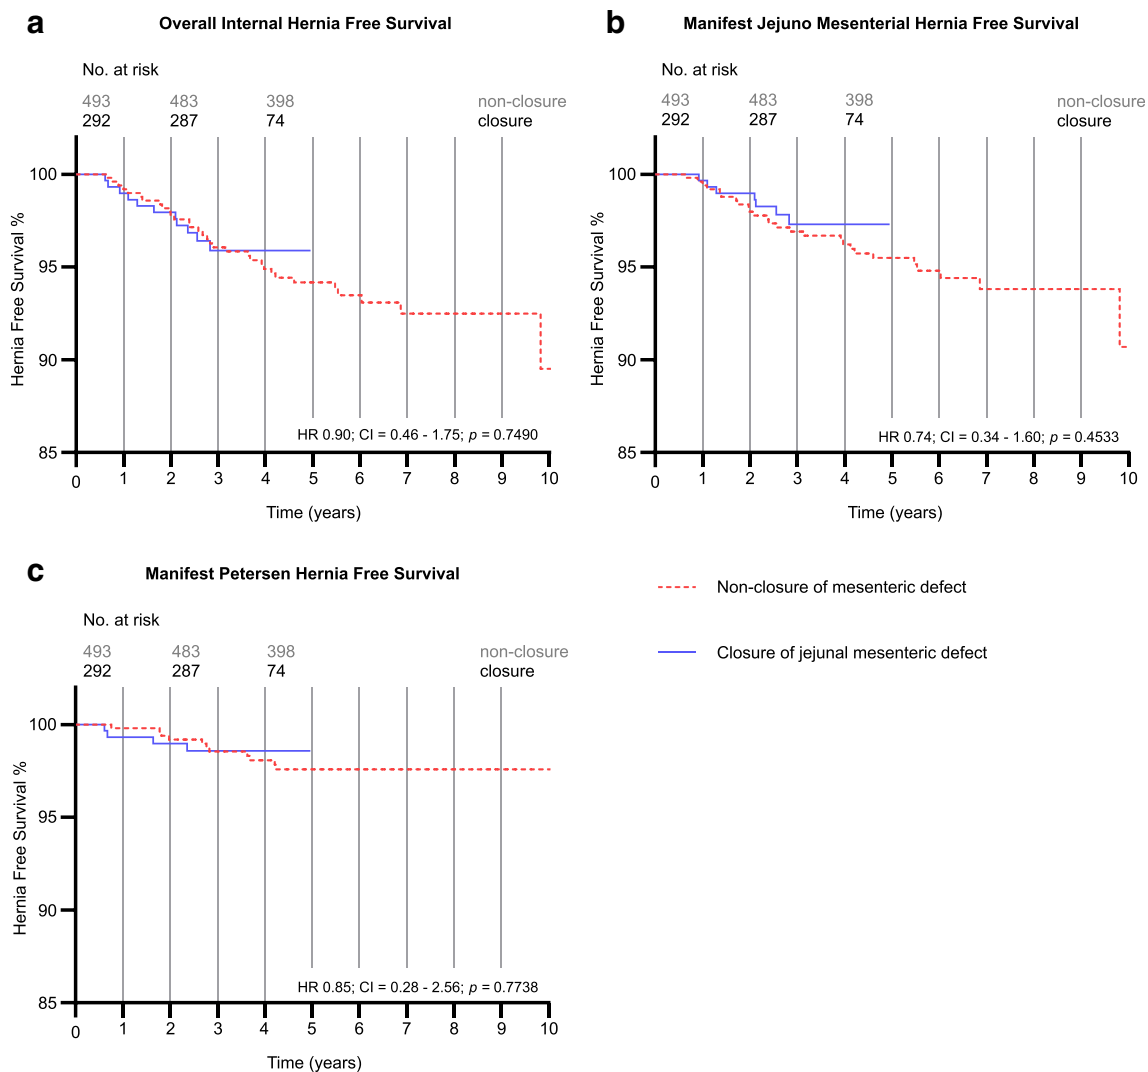 a
Overall Internal Hernia Free Survival
No. at risk
493 483 398 non-closure
292 287 74 closure
100
95
90
85
Hernia Free Survival %
HR 0.90; CI = 0.46 - 1.75; p = 0.7490
0 1 2 3 4 5 6 7 8 9 10
Time (years)
b
Manifest Jejuno Mesenterial Hernia Free Survival
No. at risk
493 483 398 non-closure
292 287 74 closure
100
95
90
85
Hernia Free Survival %
HR 0.74; CI = 0.34 - 1.60; p = 0.4533
0 1 2 3 4 5 6 7 8 9 10
Time (years)
c
Manifest Petersen Hernia Free Survival
No. at risk
493 483 398 non-closure
292 287 74 closure
100
95
90
85
Hernia Free Survival %
HR 0.85; CI = 0.28 - 2.56; p = 0.7738
0 1 2 3 4 5 6 7 8 9 10
Time (years)
Non-closure of mesenteric defect
Closure of jejunal mesenteric defect